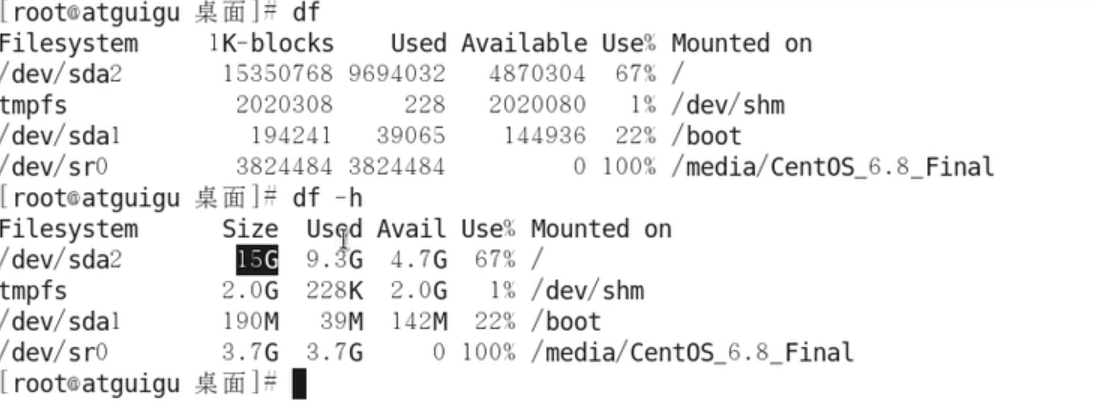 [root@atguigu 桌面]# df
Filesystem     1K-blocks    Used Available Use% Mounted on
/dev/sda2       15350768 9694032   4870304  67% /
tmpfs            2020308     228   2020080   1% /dev/shm
/dev/sda1         194241   39065    144936  22% /boot
/dev/sr0         3824484 3824484         0 100% /media/CentOS_6.8_Final
[root@atguigu 桌面]# df -h
Filesystem      Size  Used Avail Use% Mounted on
/dev/sda2        15G  9.3G  4.7G  67% /
tmpfs           2.0G  228K  2.0G   1% /dev/shm
/dev/sda1       190M   39M  142M  22% /boot
/dev/sr0        3.7G  3.7G     0 100% /media/CentOS_6.8_Final
[root@atguigu 桌面]#